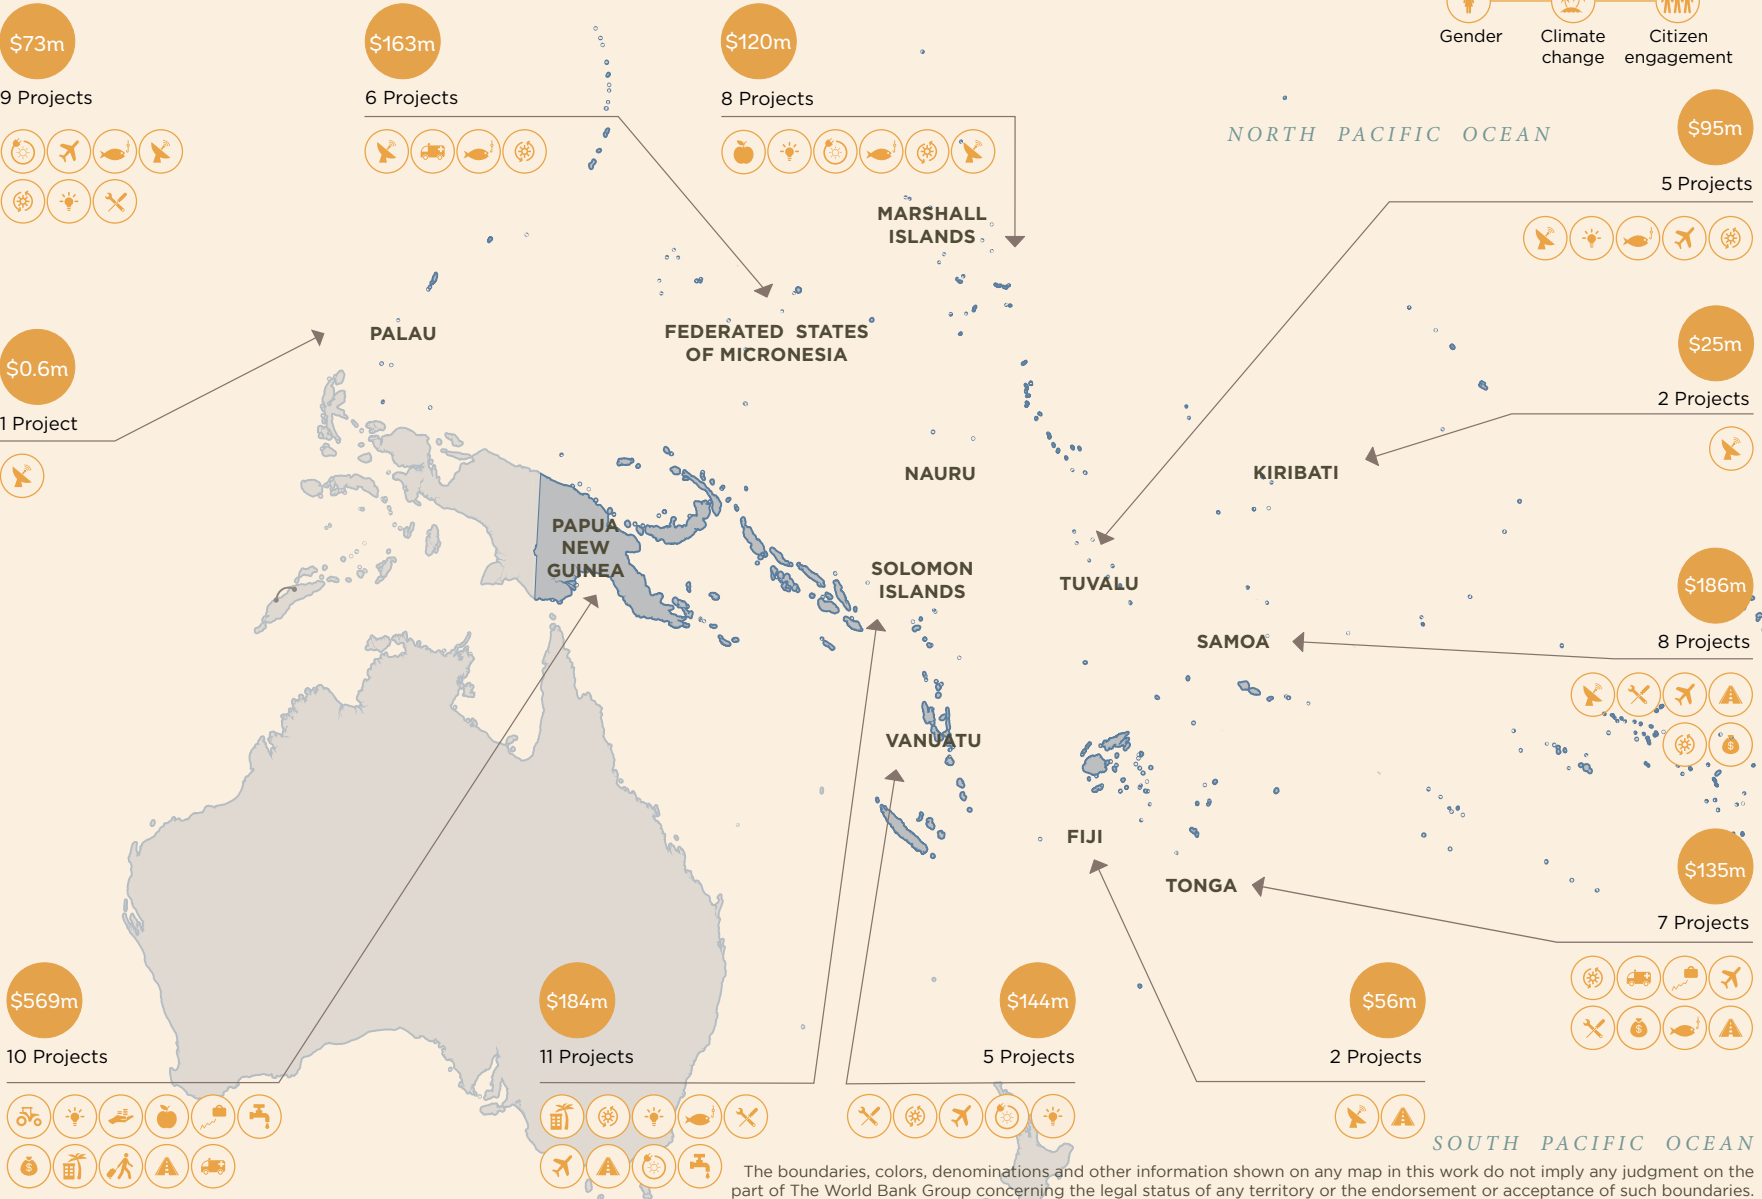 $73m
9 Projects
$163m
6 Projects
$120m
8 Projects
Gender
Climate
change
Citizen
engagement
NORTH PACIFIC OCEAN
$95m
5 Projects
MARSHALL
ISLANDS
PALAU
FEDERATED STATES
OF MICRONESIA
$0.6m
1 Project
$25m
2 Projects
NAURU
KIRIBATI
PAPUA
NEW
GUINEA
SOLOMON
ISLANDS
TUVALU
$186m
8 Projects
SAMOA
VANUATU
FIJI
TONGA
$135m
7 Projects
$569m
10 Projects
$184m
11 Projects
$144m
5 Projects
$56m
2 Projects
SOUTH PACIFIC OCEAN
The boundaries, colors, denominations and other information shown on any map in this work do not imply any judgment on the
part of The World Bank Group concerning the legal status of any territory or the endorsement or acceptance of such boundaries.